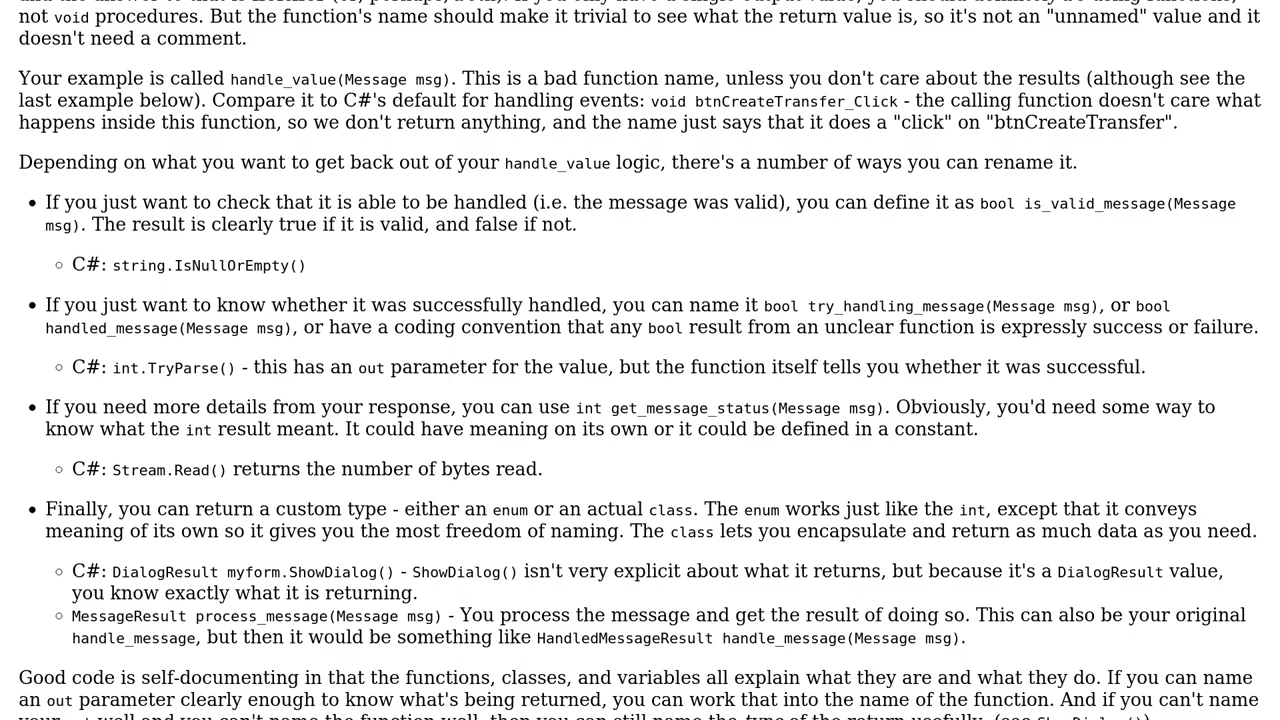 not void procedures. But the function's name should make it trivial to see what the return value is, so it's not an "unnamed" value and it
doesn't need a comment.
Your example is called handle_value(Message msg). This is a bad function name, unless you don't care about the results (although see the
last example below). Compare it to C#'s default for handling events: void btnCreateTransfer_Click - the calling function doesn't care what
happens inside this function, so we don't return anything, and the name just says that it does a "click" on "btnCreateTransfer".
Depending on what you want to get back out of your handle_value logic, there's a number of ways you can rename it.
• If you just want to check that it is able to be handled (i.e. the message was valid), you can define it as bool is_valid_message(Message
msg). The result is clearly true if it is valid, and false if not.
◦ C#: string.IsNullOrEmpty()
• If you just want to know whether it was successfully handled, you can name it bool try_handling_message(Message msg), or bool
handled_message(Message msg), or have a coding convention that any bool result from an unclear function is expressly success or failure.
◦ C#: int.TryParse() - this has an out parameter for the value, but the function itself tells you whether it was successful.
• If you need more details from your response, you can use int get_message_status(Message msg). Obviously, you'd need some way to
know what the int result meant. It could have meaning on its own or it could be defined in a constant.
◦ C#: Stream.Read() returns the number of bytes read.
• Finally, you can return a custom type - either an enum or an actual class. The enum works just like the int, except that it conveys
meaning of its own so it gives you the most freedom of naming. The class lets you encapsulate and return as much data as you need.
◦ C#: DialogResult myform.ShowDialog() - ShowDialog() isn't very explicit about what it returns, but because it's a DialogResult value,
you know exactly what it is returning.
◦ MessageResult process_message(Message msg) - You process the message and get the result of doing so. This can also be your original
handle_message, but then it would be something like HandledMessageResult handle_message(Message msg).
Good code is self-documenting in that the functions, classes, and variables all explain what they are and what they do. If you can name
an out parameter clearly enough to know what's being returned, you can work that into the name of the function. And if you can't name